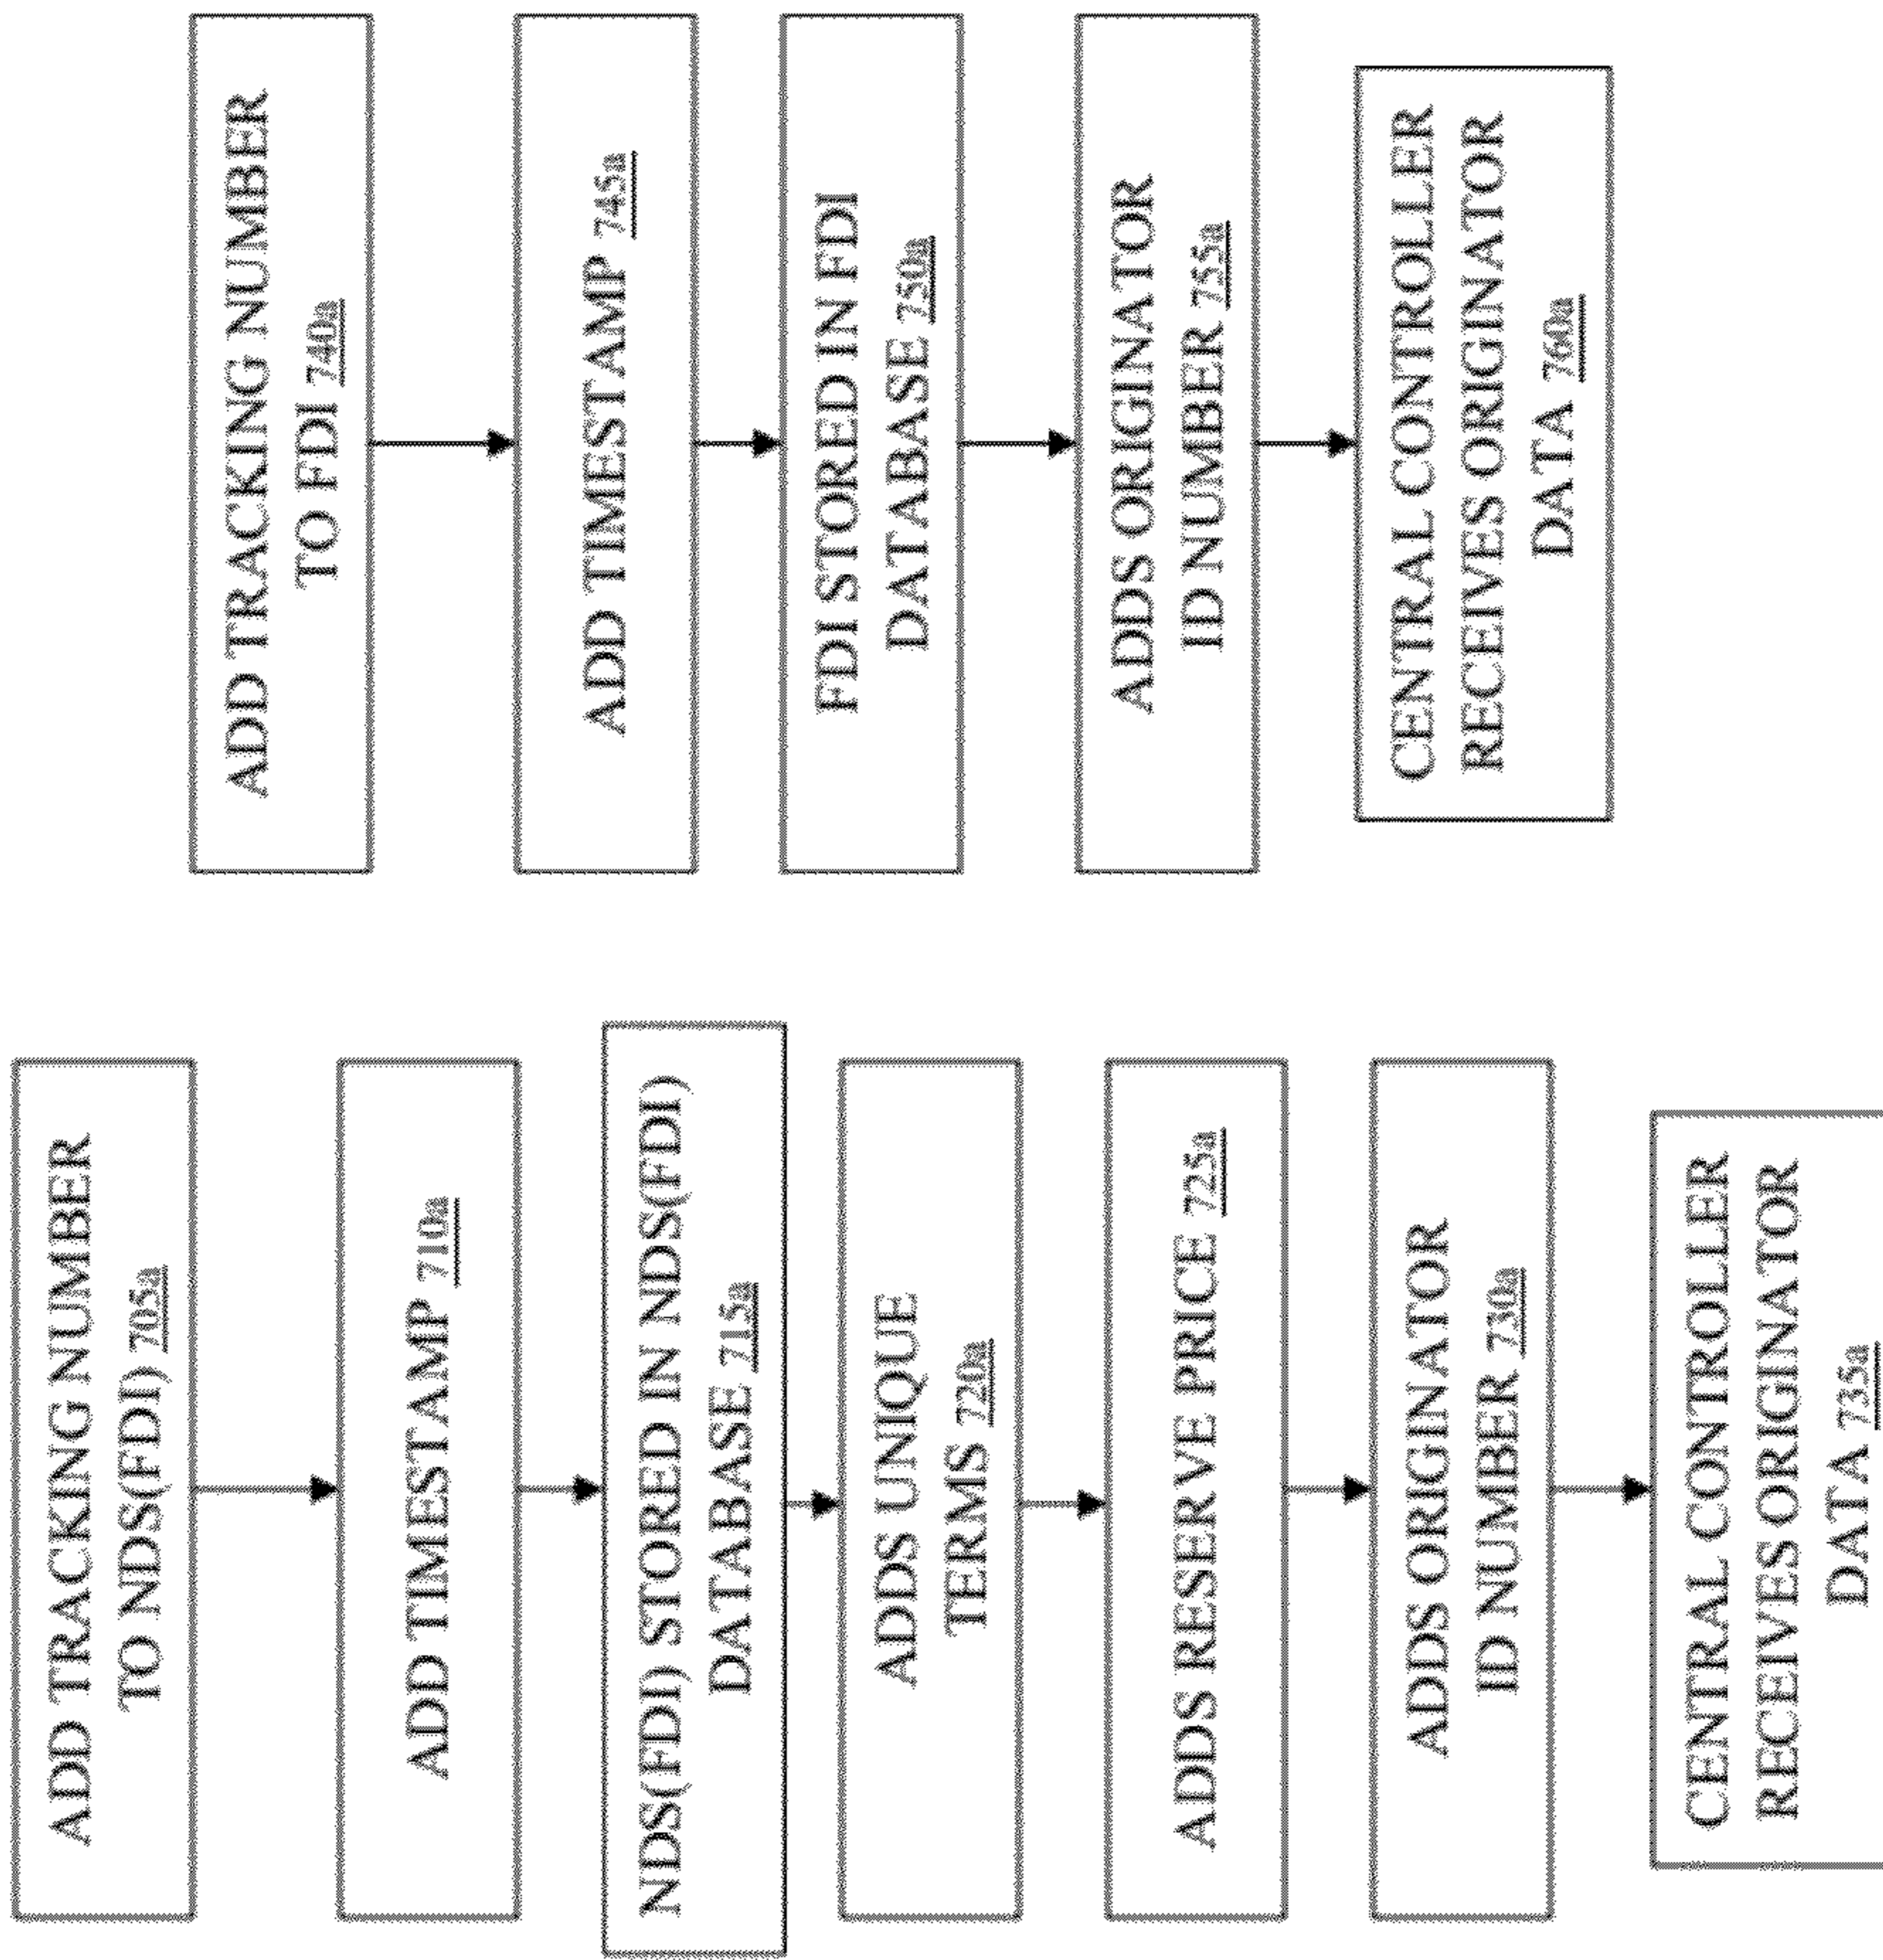 ADD TRACKING NUMBER
TO NDS(FDI) 705a
ADD TIMESTAMP 710a
NDS(FDI) STORED IN NDS(FDI)
DATABASE 715a
ADDS UNIQUE
TERMS 720a
ADDS RESERVE PRICE 725a
ADDS ORIGINATOR
ID NUMBER 730a
CENTRAL CONTROLLER
RECEIVES ORIGINATOR
DATA 735a
ADD TRACKING NUMBER
TO FDI 740a
ADD TIMESTAMP 745a
FDI STORED IN FDI
DATABASE 750a
ADDS ORIGINATOR
ID NUMBER 755a
CENTRAL CONTROLLER
RECEIVES ORIGINATOR
DATA 760a